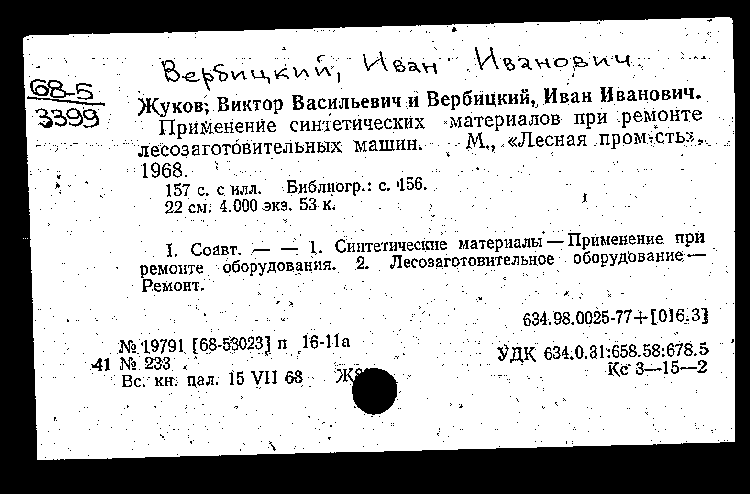 Вербицкий, Иван Иванович
68-5
3399
Жуков, Виктор Васильевич и Вербицкий, Иван Иванович.
Применение синтетических материалов при ремонте
лесозаготовительных машин. М., «Лесная пром-сть»,
1968.
157 с. с илл. Библиогр.: с. 156.
22 см. 4.000 экз. 53 к.
I. Соавт. — — 1. Синтетические материалы — Применение при
ремонте оборудования. 2. Лесозаготовительное оборудование —
Ремонт.
634.98.0025-77+[016.3]
№ 19791 [68-53023] п 16-11а
УДК 634.0.31:658.58:678.5
41 № 233
Кс 3—15—2
Вс. кн. пал. 15 VII 68